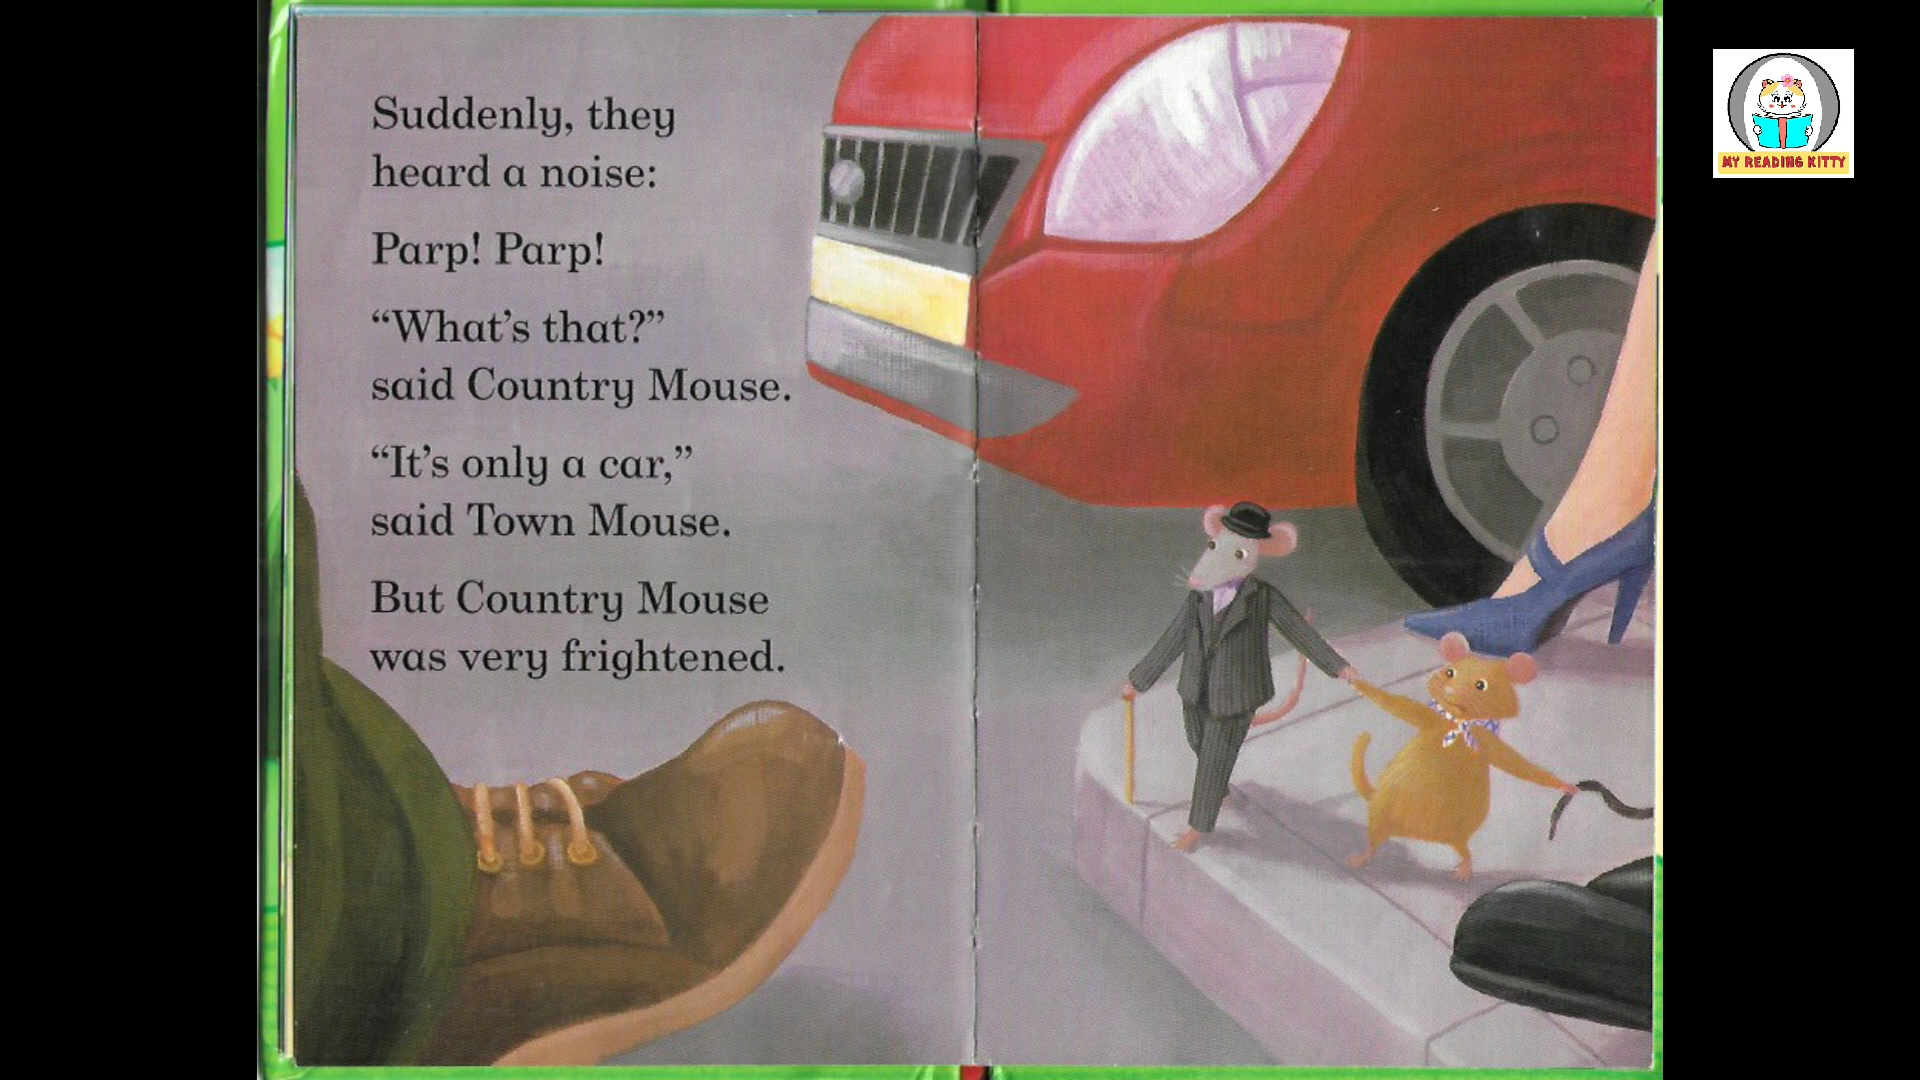 Suddenly, they
heard a noise:
Parp! Parp!
“What’s that?”
said Country Mouse.
“It’s only a car,”
said Town Mouse.
But Country Mouse
was very frightened.
MY READING KITTY